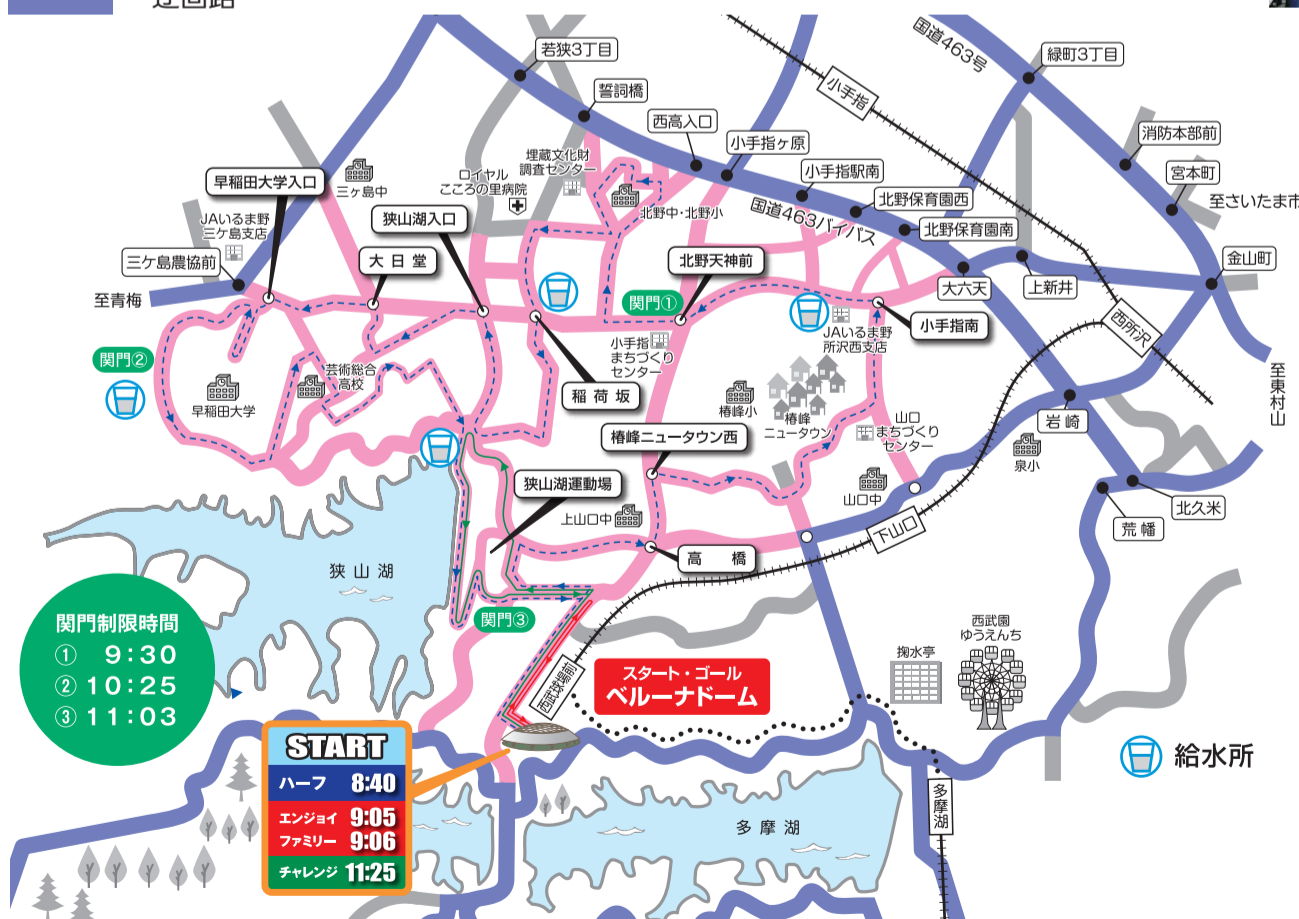 迂回路
若狭3丁目
国道463号
緑町3丁目
誓詞橋
小手指
西高入口
消防本部前
小手指ヶ原
埋蔵文化財
調査センター
宮本町
早稲田大学入口
三ヶ島中
ロイヤル
こころの里病院
小手指駅南
至さいたま市
北野保育園西
狭山湖入口
北野中・北野小
国道463バイパス
JAいるま野
三ケ島支店
北野保育園南
三ケ島農協前
大日堂
北野天神前
金山町
大六天
上新井
至青梅
関門①
小手指南
JAいるま野
所沢西支店
西所沢
小手指
まちづくり
センター
関門②
芸術総合
高校
早稲田大学
稲荷坂
椿峰小
椿峰
ニュータウン
至東村山
山口
まちづくり
センター
岩崎
椿峰ニュータウン西
泉小
狭山湖運動場
山口中
北久米
上山口中
荒幡
下山口
高橋
狭山湖
関門③
関門制限時間
① 9:30
② 10:25
③ 11:03
西武園
ゆうえんち
掬水亭
西武球場前
スタート・ゴール
ベルーナドーム
START
ハーフ 8:40
エンジョイ 9:05
ファミリー 9:06
チャレンジ 11:25
給水所
多摩湖
多摩湖